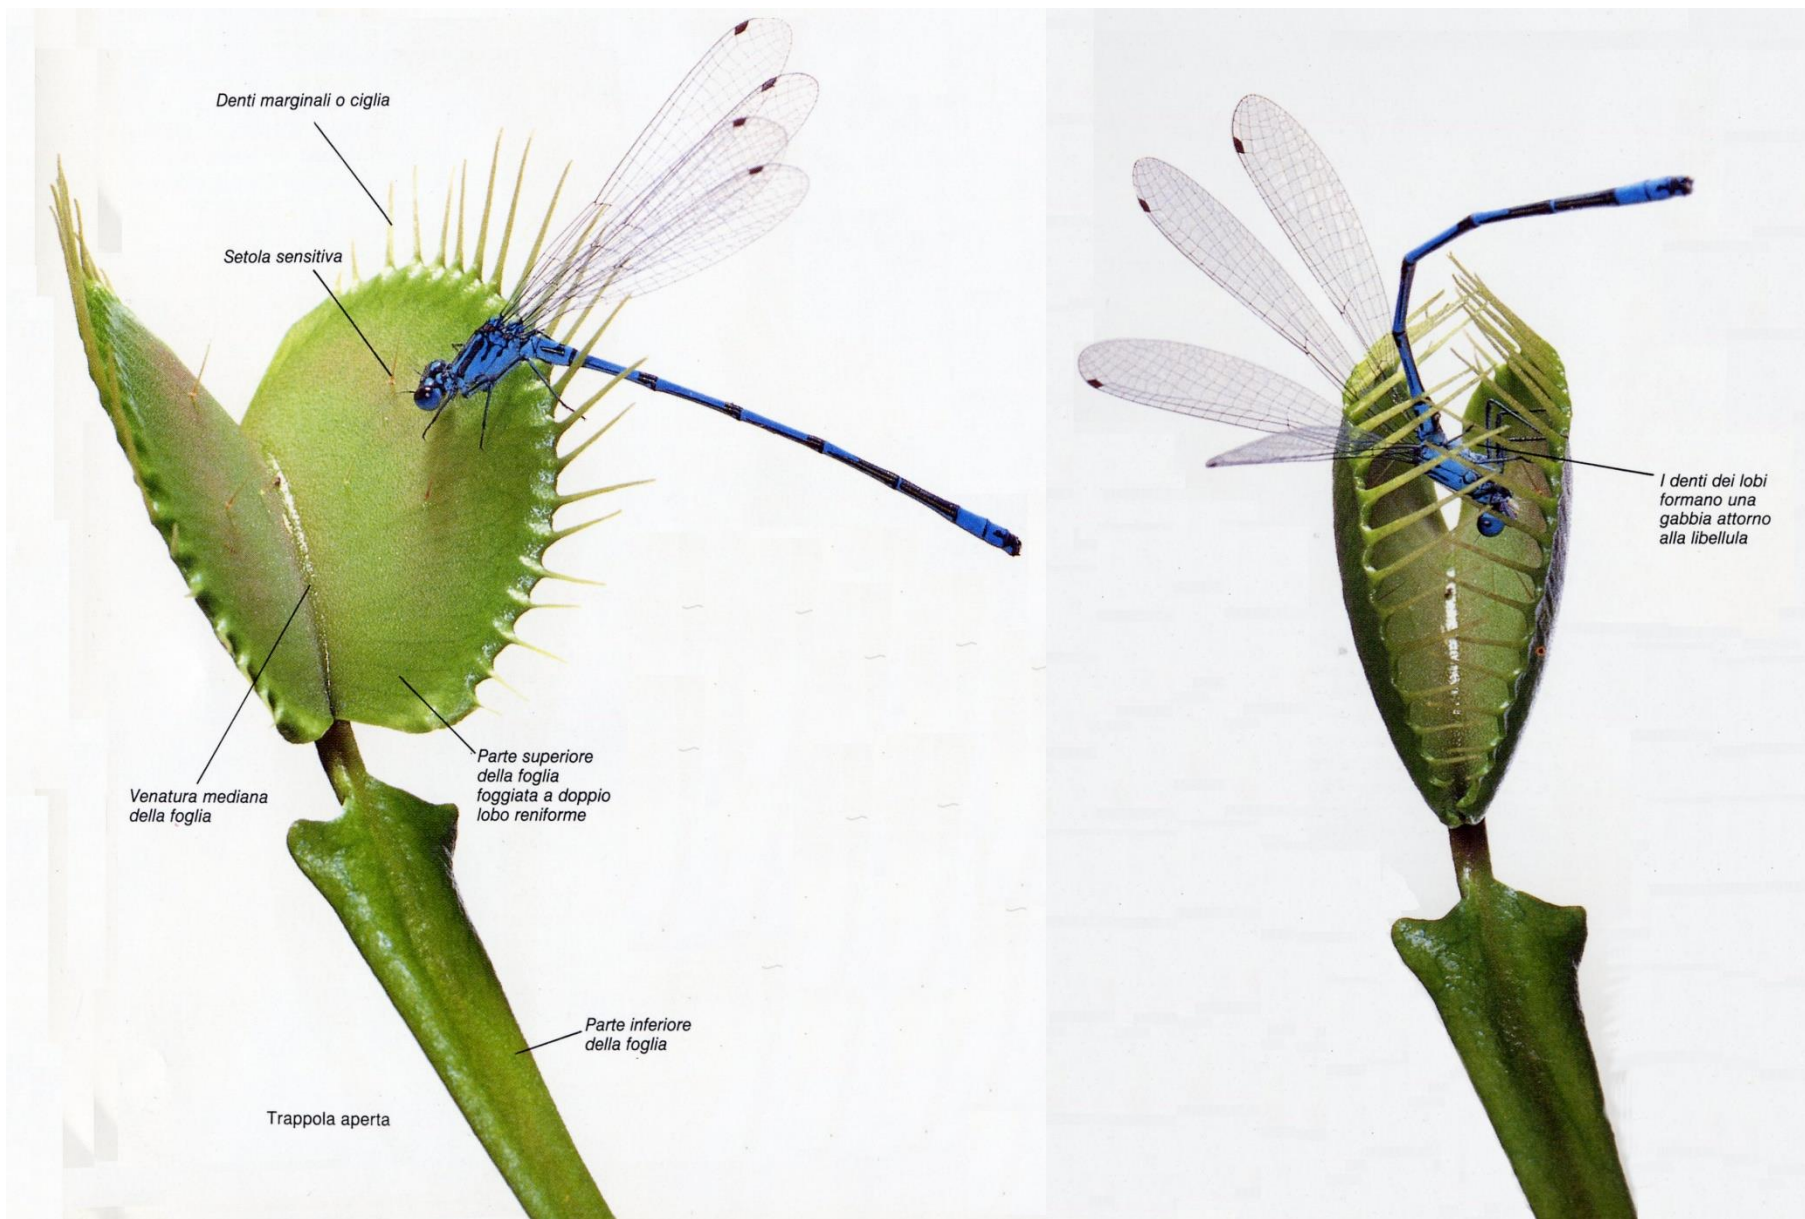 Denti marginali o ciglia
Setola sensitiva
Venatura mediana
della foglia
Parte superiore
della foglia
foggiata a doppio
lobo reniforme
Parte inferiore
della foglia
Trappola aperta
I denti dei lobi
formano una
gabbia attorno
alla libellula